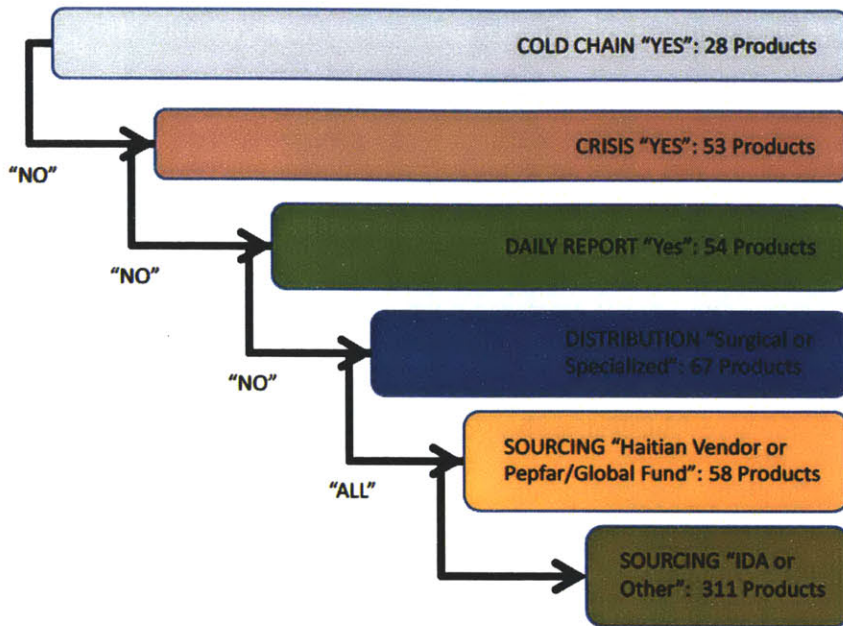 COLD CHAIN “YES”: 28 Products
CRISIS “YES”: 53 Products
“NO”
DAILY REPORT “Yes”: 54 Products
“NO”
DISTRIBUTION “Surgical or
Specialized”: 67 Products
“NO”
SOURCING “Haitian Vendor or
Pepfar/Global Fund”: 58 Products
“ALL”
SOURCING “IDA or
Other”: 311 Products